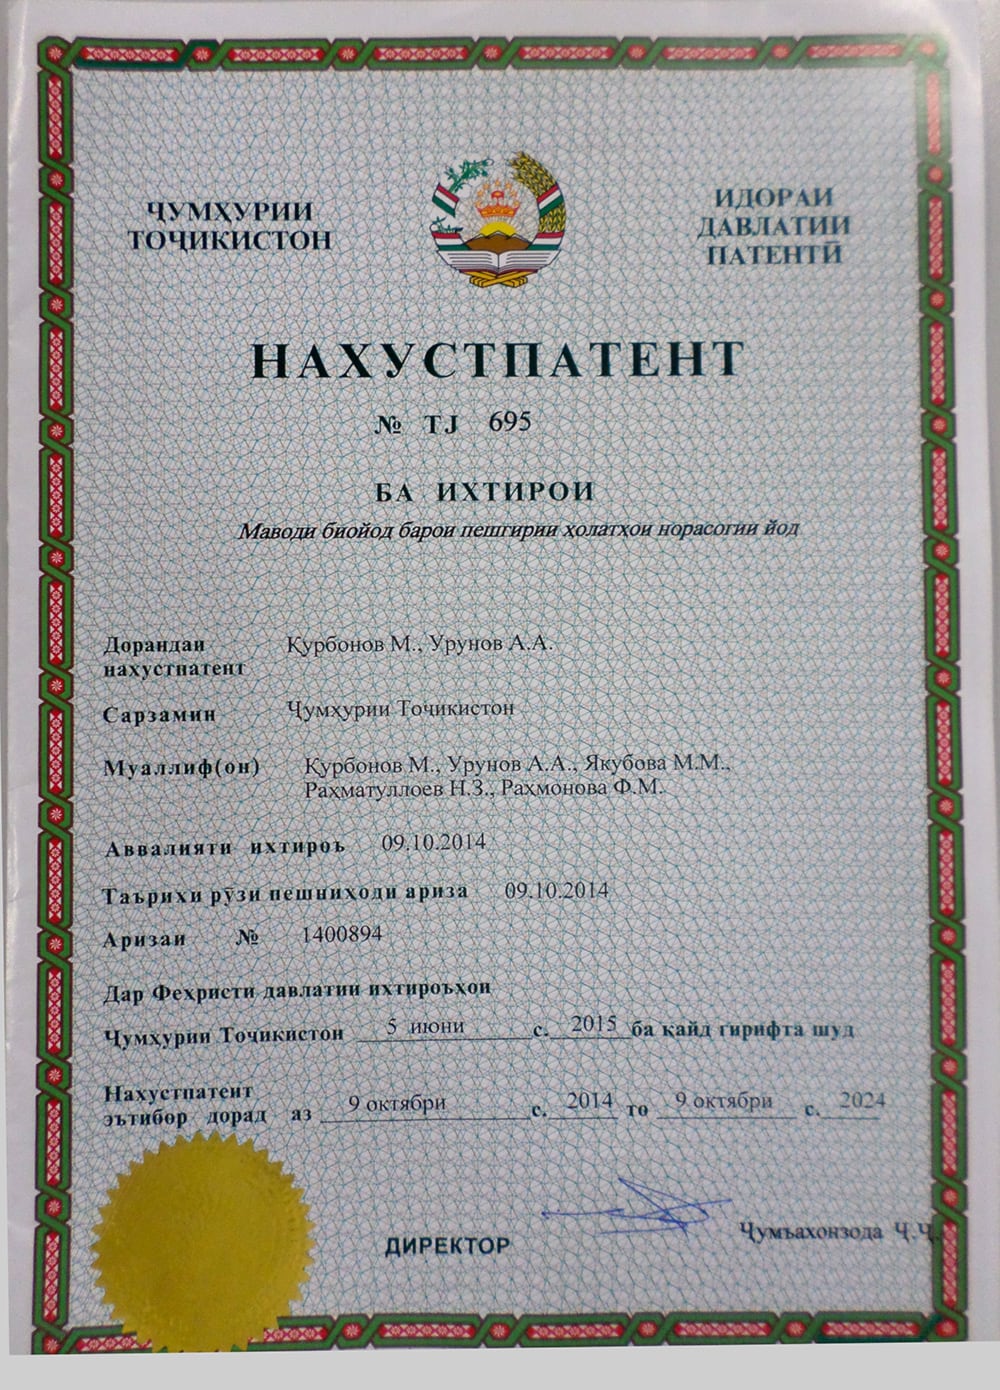 ҶУМҲУРИИ
ТОҶИКИСТОН
ИДОРАИ
ДАВЛАТИИ
ПАТЕНТӢ
НАХУСТПАТЕНТ
№ TJ 695
БА ИХТИРОИ
Маводи биойод барои пешгирии ҳолатҳои норасогии йод
Дорандаи Қурбонов М., Урунов А.А.
нахустпатент
Сарзамин Ҷумҳурии Тоҷикистон
Муаллиф(он) Қурбонов М., Урунов А.А., Якубова М.М.,
Раҳматуллоев Н.З., Раҳмонова Ф.М.
Аввалияти ихтироъ 09.10.2014
Таърихи рӯзи пешниҳоди ариза 09.10.2014
Аризаи № 1400894
Дар Феҳристи давлатии ихтироъҳои
Ҷумҳурии Тоҷикистон 5 июни с. 2015 ба қайд гирифта шуд
Нахустпатент
эътибор дорад аз 9 октябри с. 2014 то 9 октябри с. 2024
ДИРЕКТОР Ҷумъахонзода Ҷ.Ҷ.